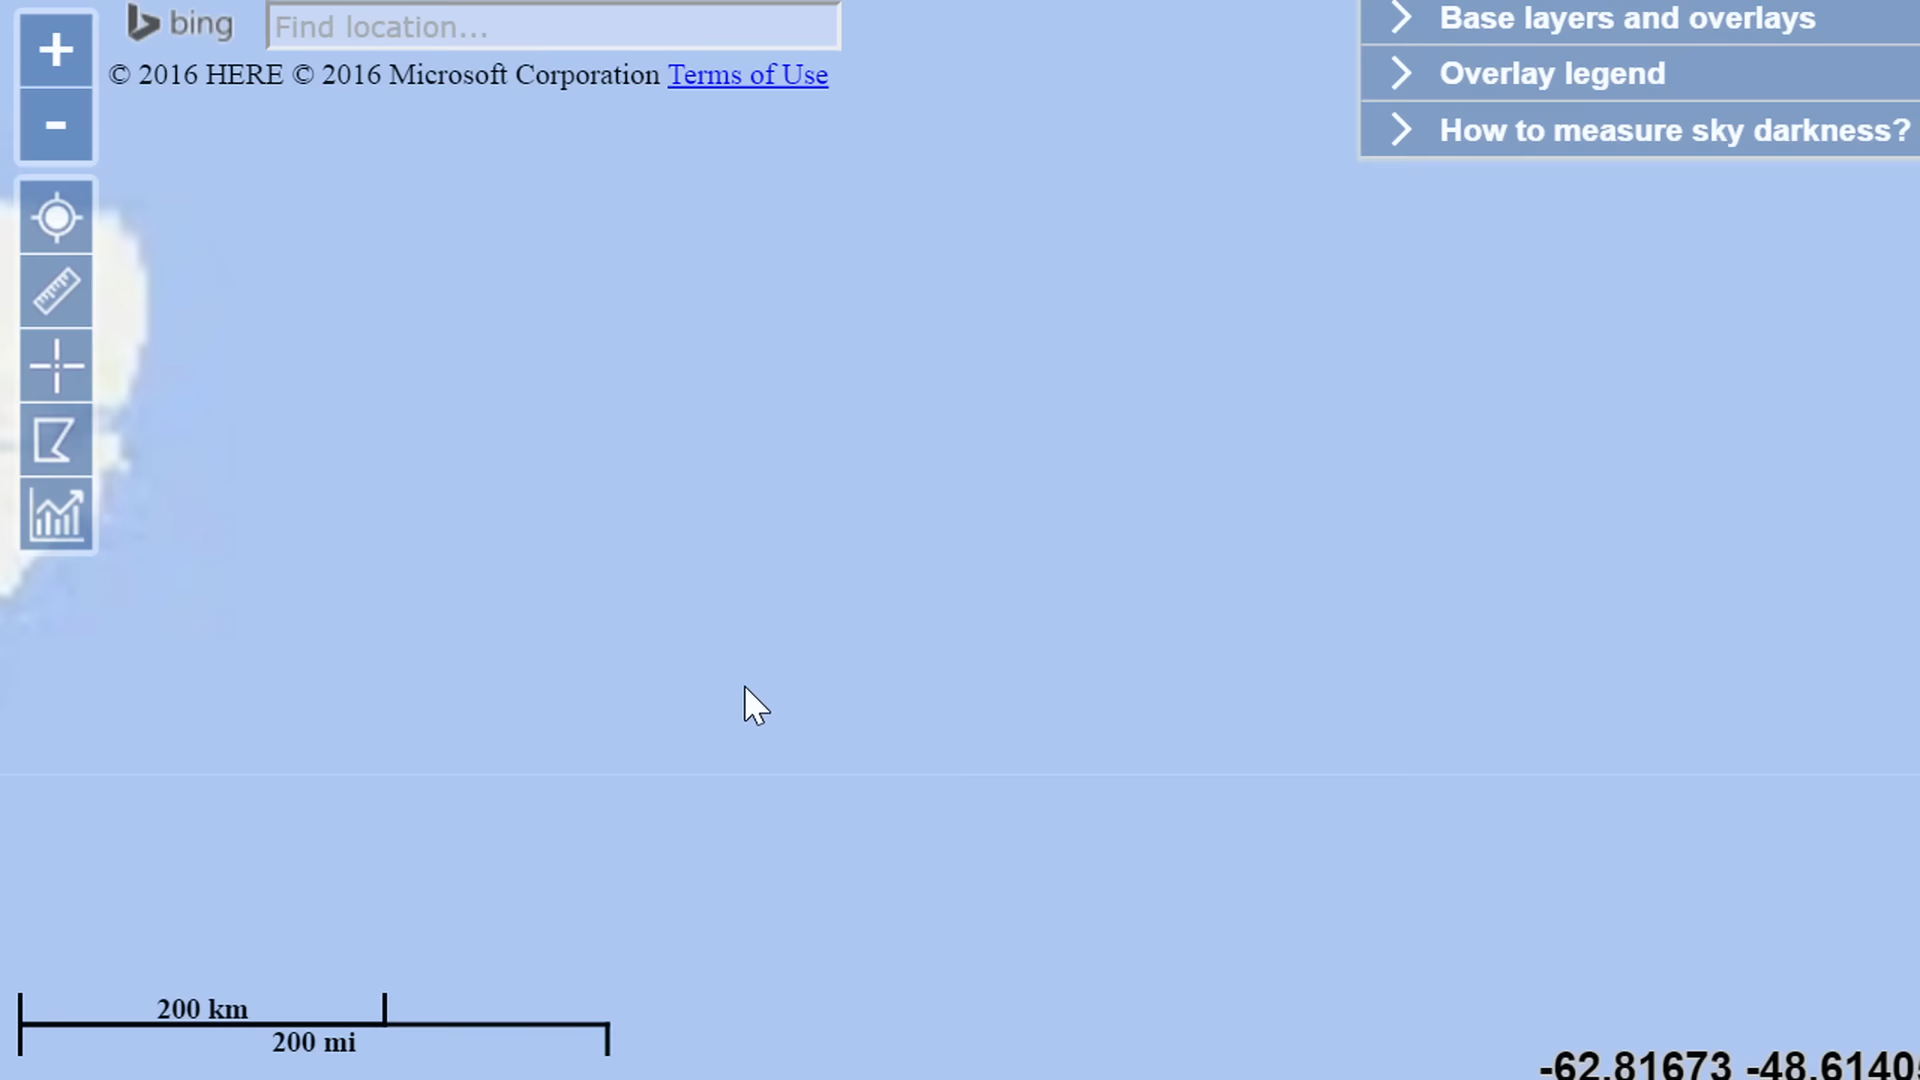 +
bing
Find location...
© 2016 HERE © 2016 Microsoft Corporation Terms of Use
-
Base layers and overlays
Overlay legend
How to measure sky darkness?
200 km
200 mi
-62.81673 -48.6140